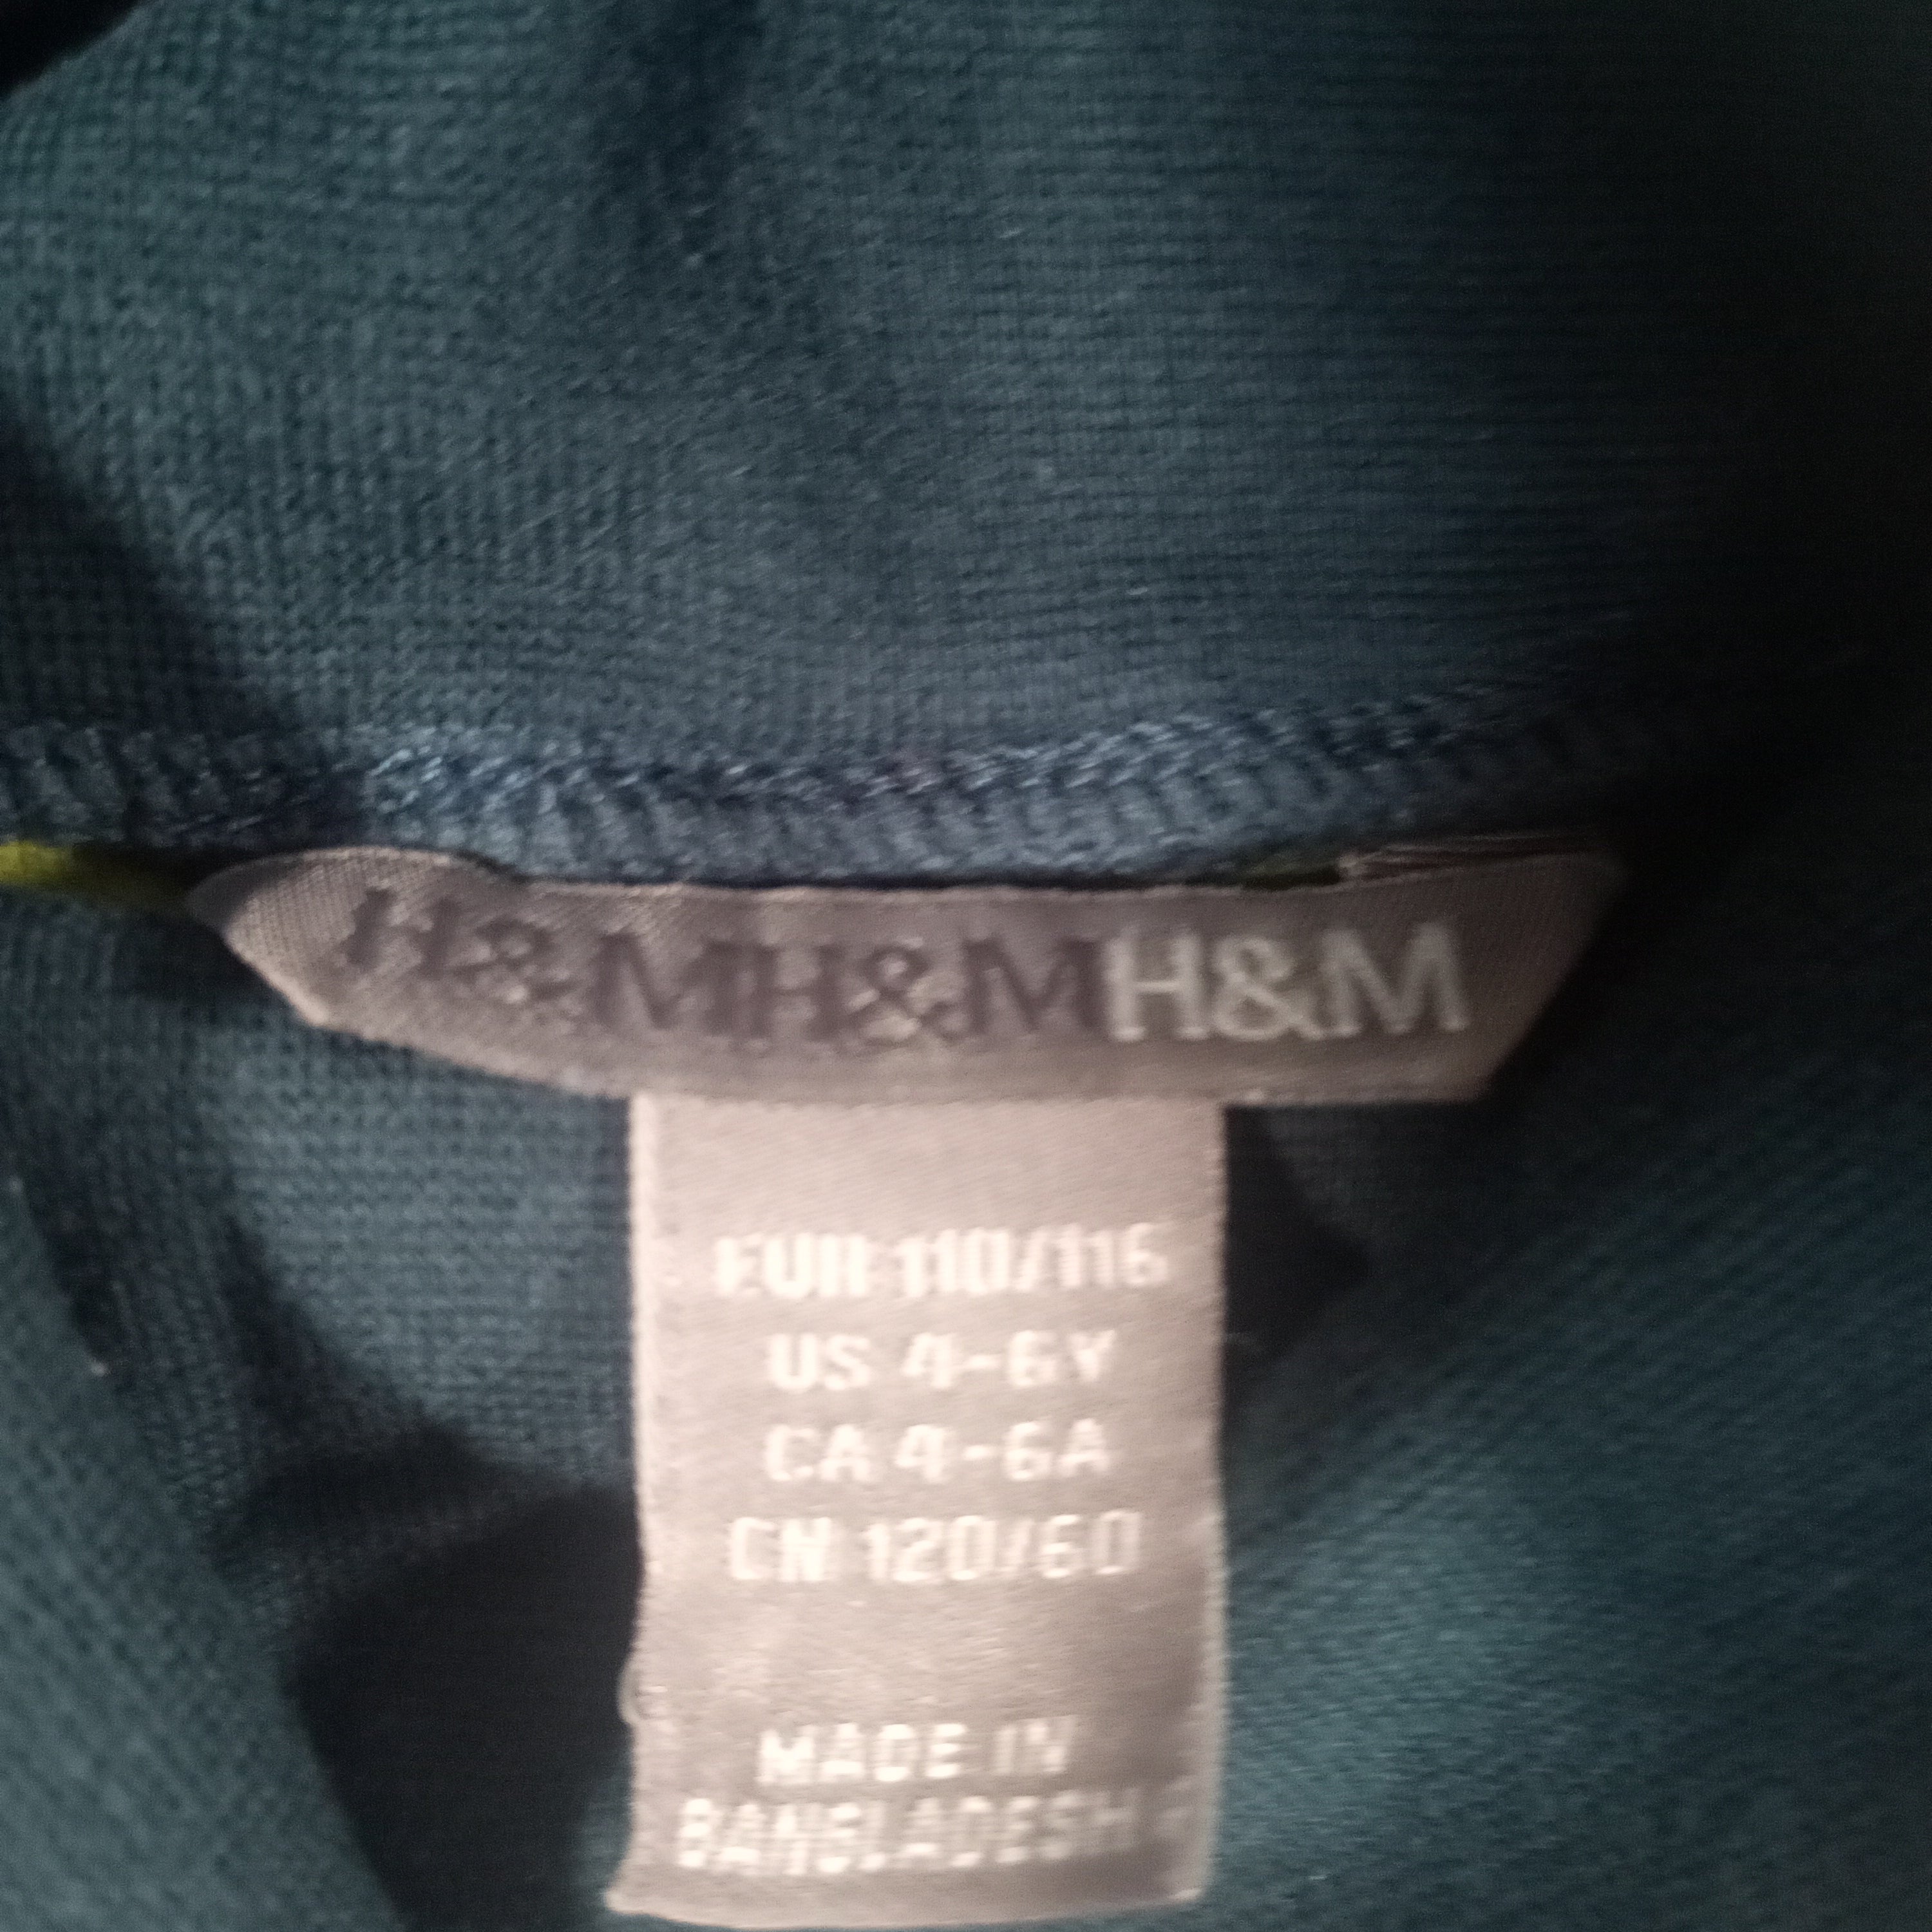 H&MH&MH&M
EUR 110/116
US 4-6Y
CA 4-6A
CN 120/60
MADE IN
BANGLADESH